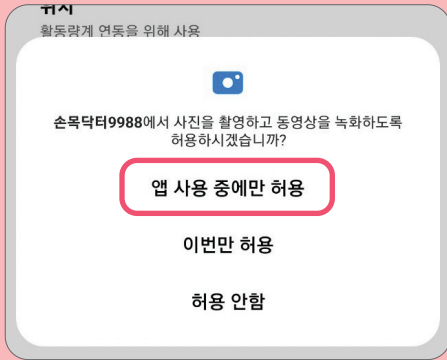 위치
활동량계 연동을 위해 사용
손목닥터9988에서 사진을 촬영하고 동영상을 녹화하도록
허용하시겠습니까?
앱 사용 중에만 허용
이번만 허용
허용 안함